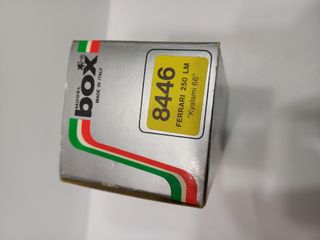 MODEL
box
MADE IN ITALY
8446
FERRARI 250 LM
"Kyalami 66"